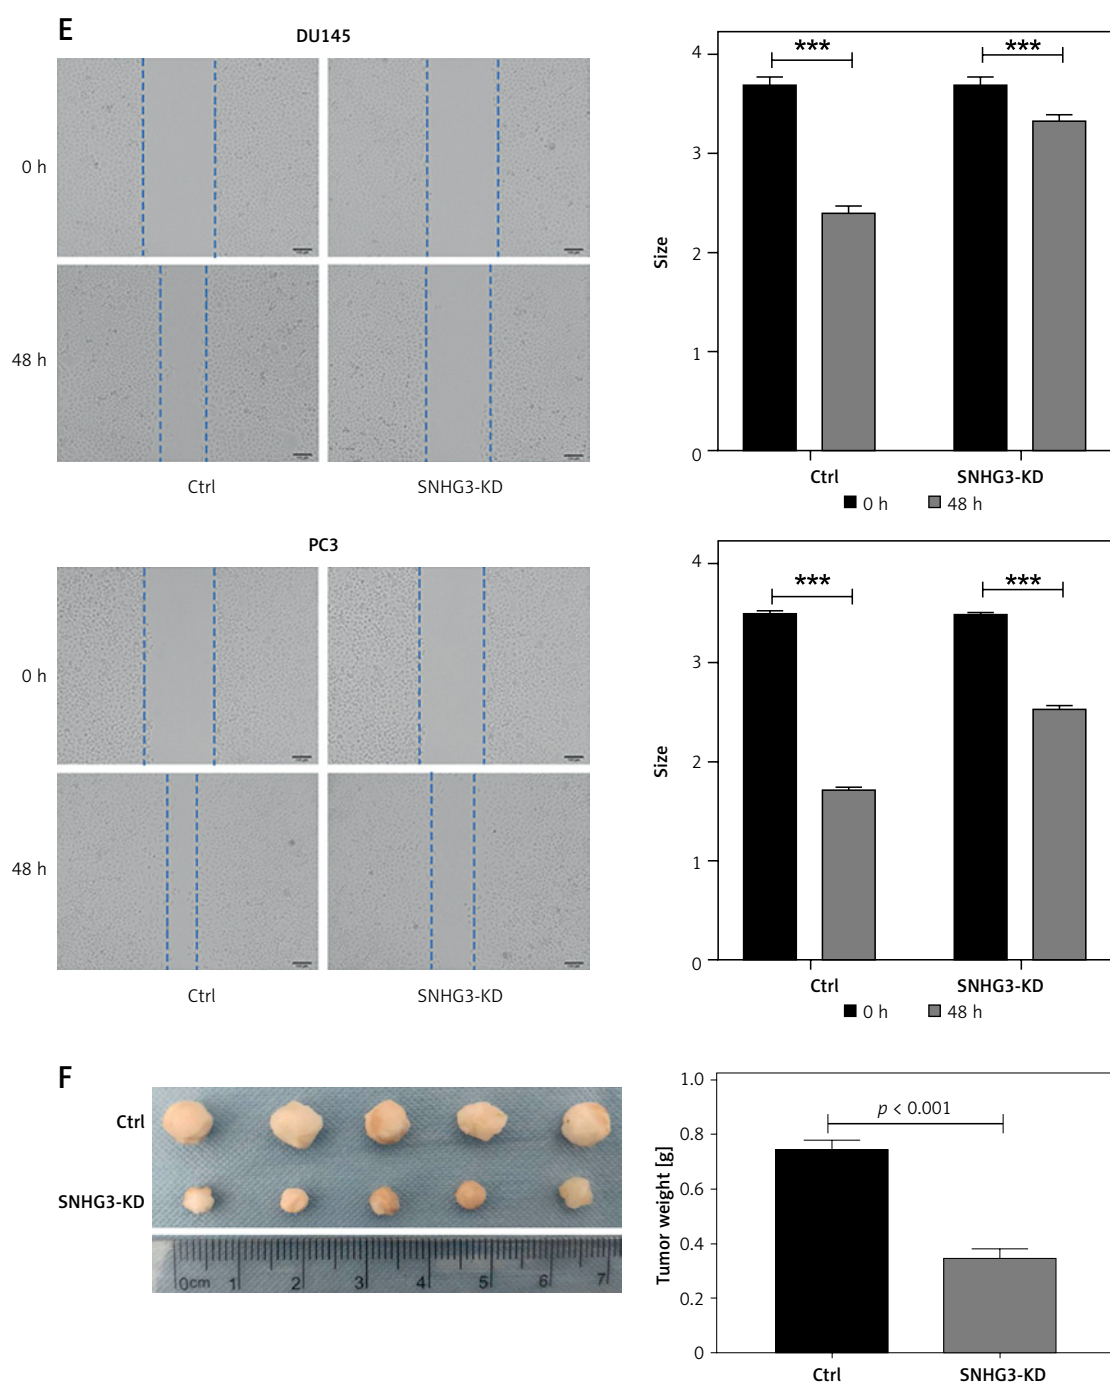 E
DU145
0 h
48 h
Ctrl SNHG3-KD
4
3
2
1
0
Size
***
***
Ctrl SNHG3-KD
0 h 48 h
PC3
0 h
48 h
Ctrl SNHG3-KD
4
3
2
1
0
Size
***
***
Ctrl SNHG3-KD
0 h 48 h
F
Ctrl
SNHG3-KD
0cm 1 2 3 4 5 6 7
1.0
0.8
0.6
0.4
0.2
0
Tumor weight [g]
p < 0.001
Ctrl SNHG3-KD